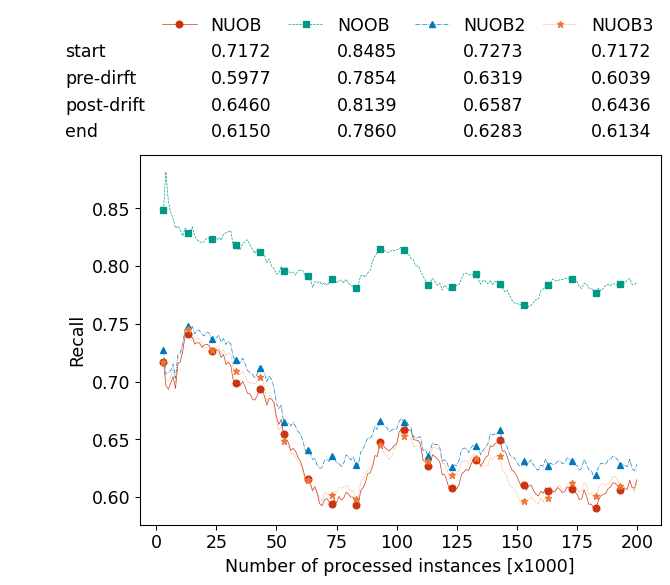 NUOB NOOB NUOB2 NUOB3
start 0.7172 0.8485 0.7273 0.7172
pre-dirft 0.5977 0.7854 0.6319 0.6039
post-drift 0.6460 0.8139 0.6587 0.6436
end 0.6150 0.7860 0.6283 0.6134
0.85
0.80
0.75
0.70
0.65
0.60
Recall
0 25 50 75 100 125 150 175 200
Number of processed instances [x1000]